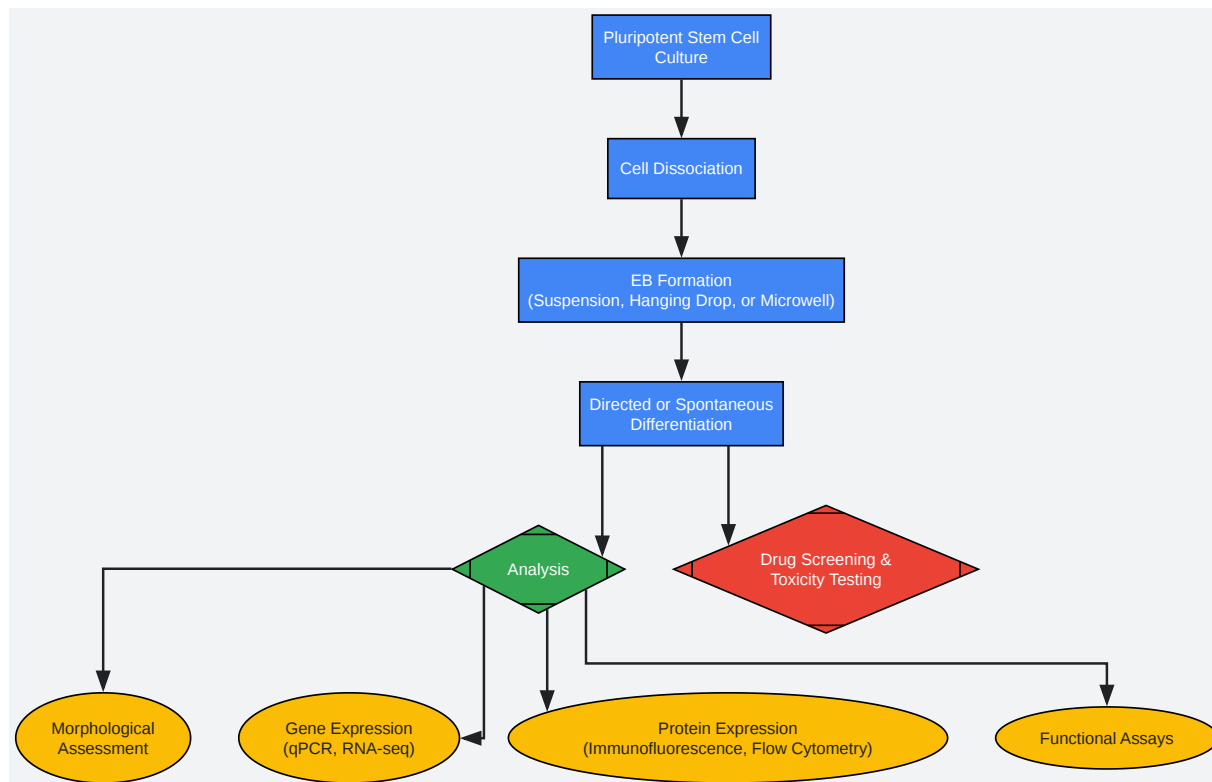 Pluripotent Stem Cell
Culture
Cell Dissociation
EB Formation
(Suspension, Hanging Drop, or Microwell)
Directed or Spontaneous
Differentiation
Analysis
Drug Screening &
Toxicity Testing
Morphological
Assessment
Gene Expression
(qPCR, RNA-seq)
Protein Expression
(Immunofluorescence, Flow Cytometry)
Functional Assays